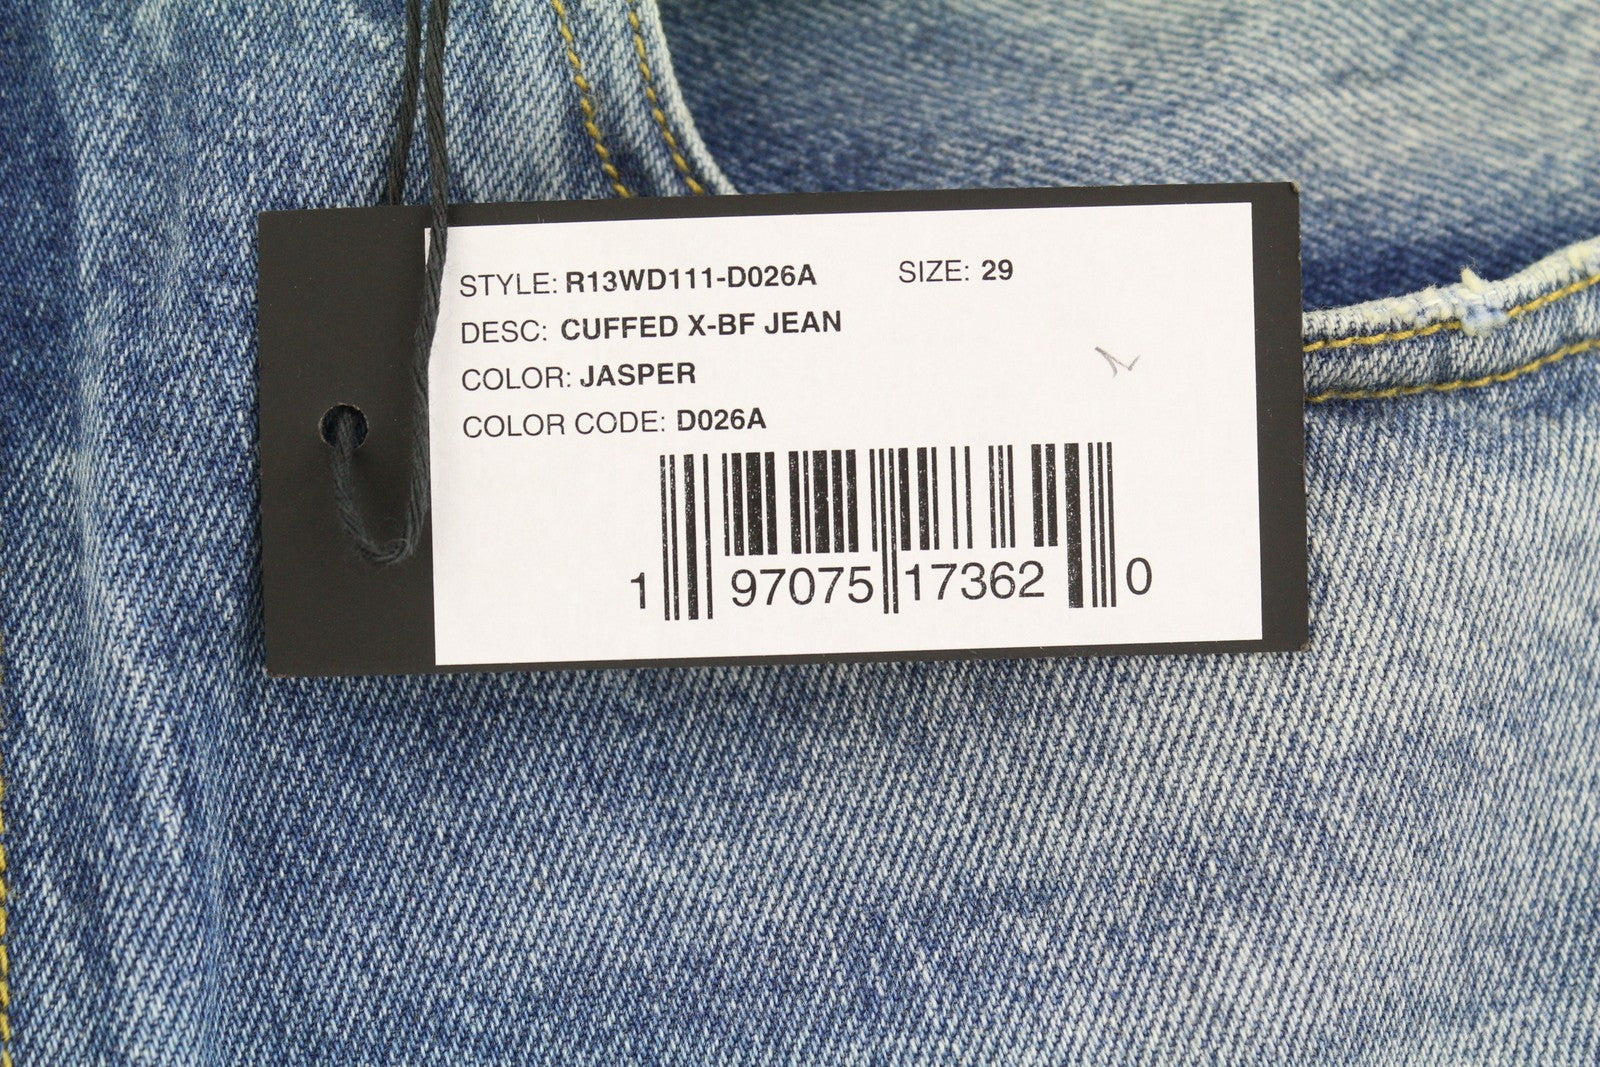 STYLE: R13WD111-D026A SIZE: 29
DESC: CUFFED X-BF JEAN
COLOR: JASPER
COLOR CODE: D026A
1 97075 17362 0